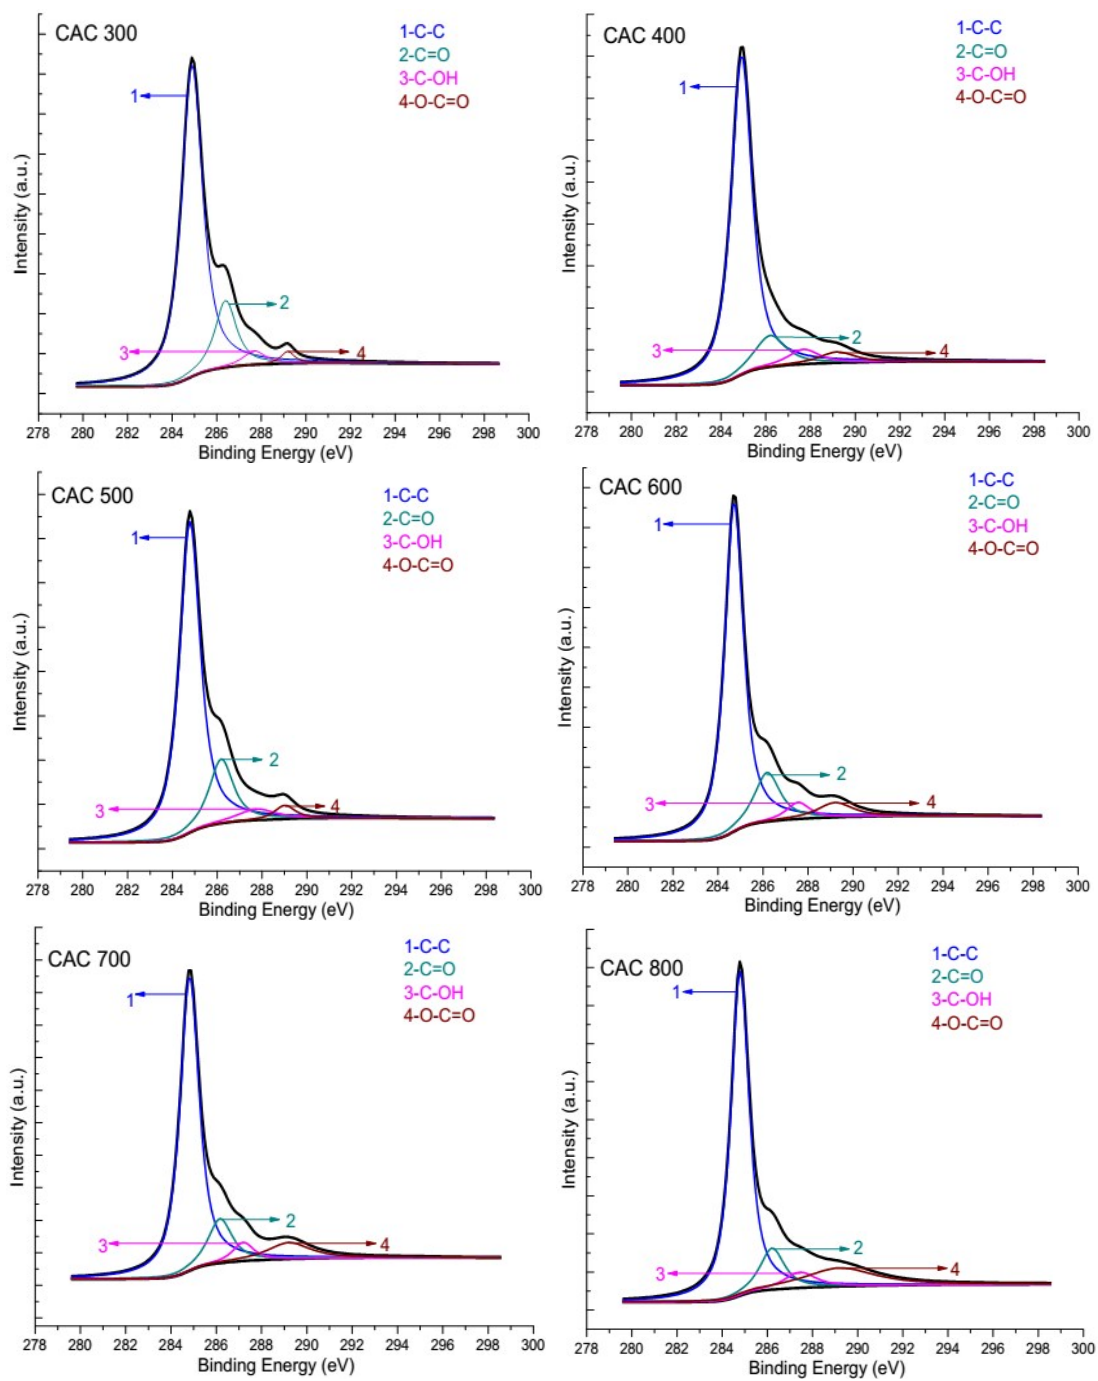 CAC 300
1-C-C
2-C=O
3-C-OH
4-O-C=O
1
2
3
4
Intensity (a.u.)
278 280 282 284 286 288 290 292 294 296 298 300
Binding Energy (eV)
CAC 400
1-C-C
2-C=O
3-C-OH
4-O-C=O
1
2
3
4
Intensity (a.u.)
278 280 282 284 286 288 290 292 294 296 298 300
Binding Energy (eV)
CAC 500
1-C-C
2-C=O
3-C-OH
4-O-C=O
1
2
3
4
Intensity (a.u.)
278 280 282 284 286 288 290 292 294 296 298 300
Binding Energy (eV)
CAC 600
1-C-C
2-C=O
3-C-OH
4-O-C=O
1
2
3
4
Intensity (a.u.)
278 280 282 284 286 288 290 292 294 296 298 300
Binding Energy (eV)
CAC 700
1-C-C
2-C=O
3-C-OH
4-O-C=O
1
2
3
4
Intensity (a.u.)
278 280 282 284 286 288 290 292 294 296 298 300
Binding Energy (eV)
CAC 800
1-C-C
2-C=O
3-C-OH
4-O-C=O
1
2
3
4
Intensity (a.u.)
278 280 282 284 286 288 290 292 294 296 298 300
Binding Energy (eV)